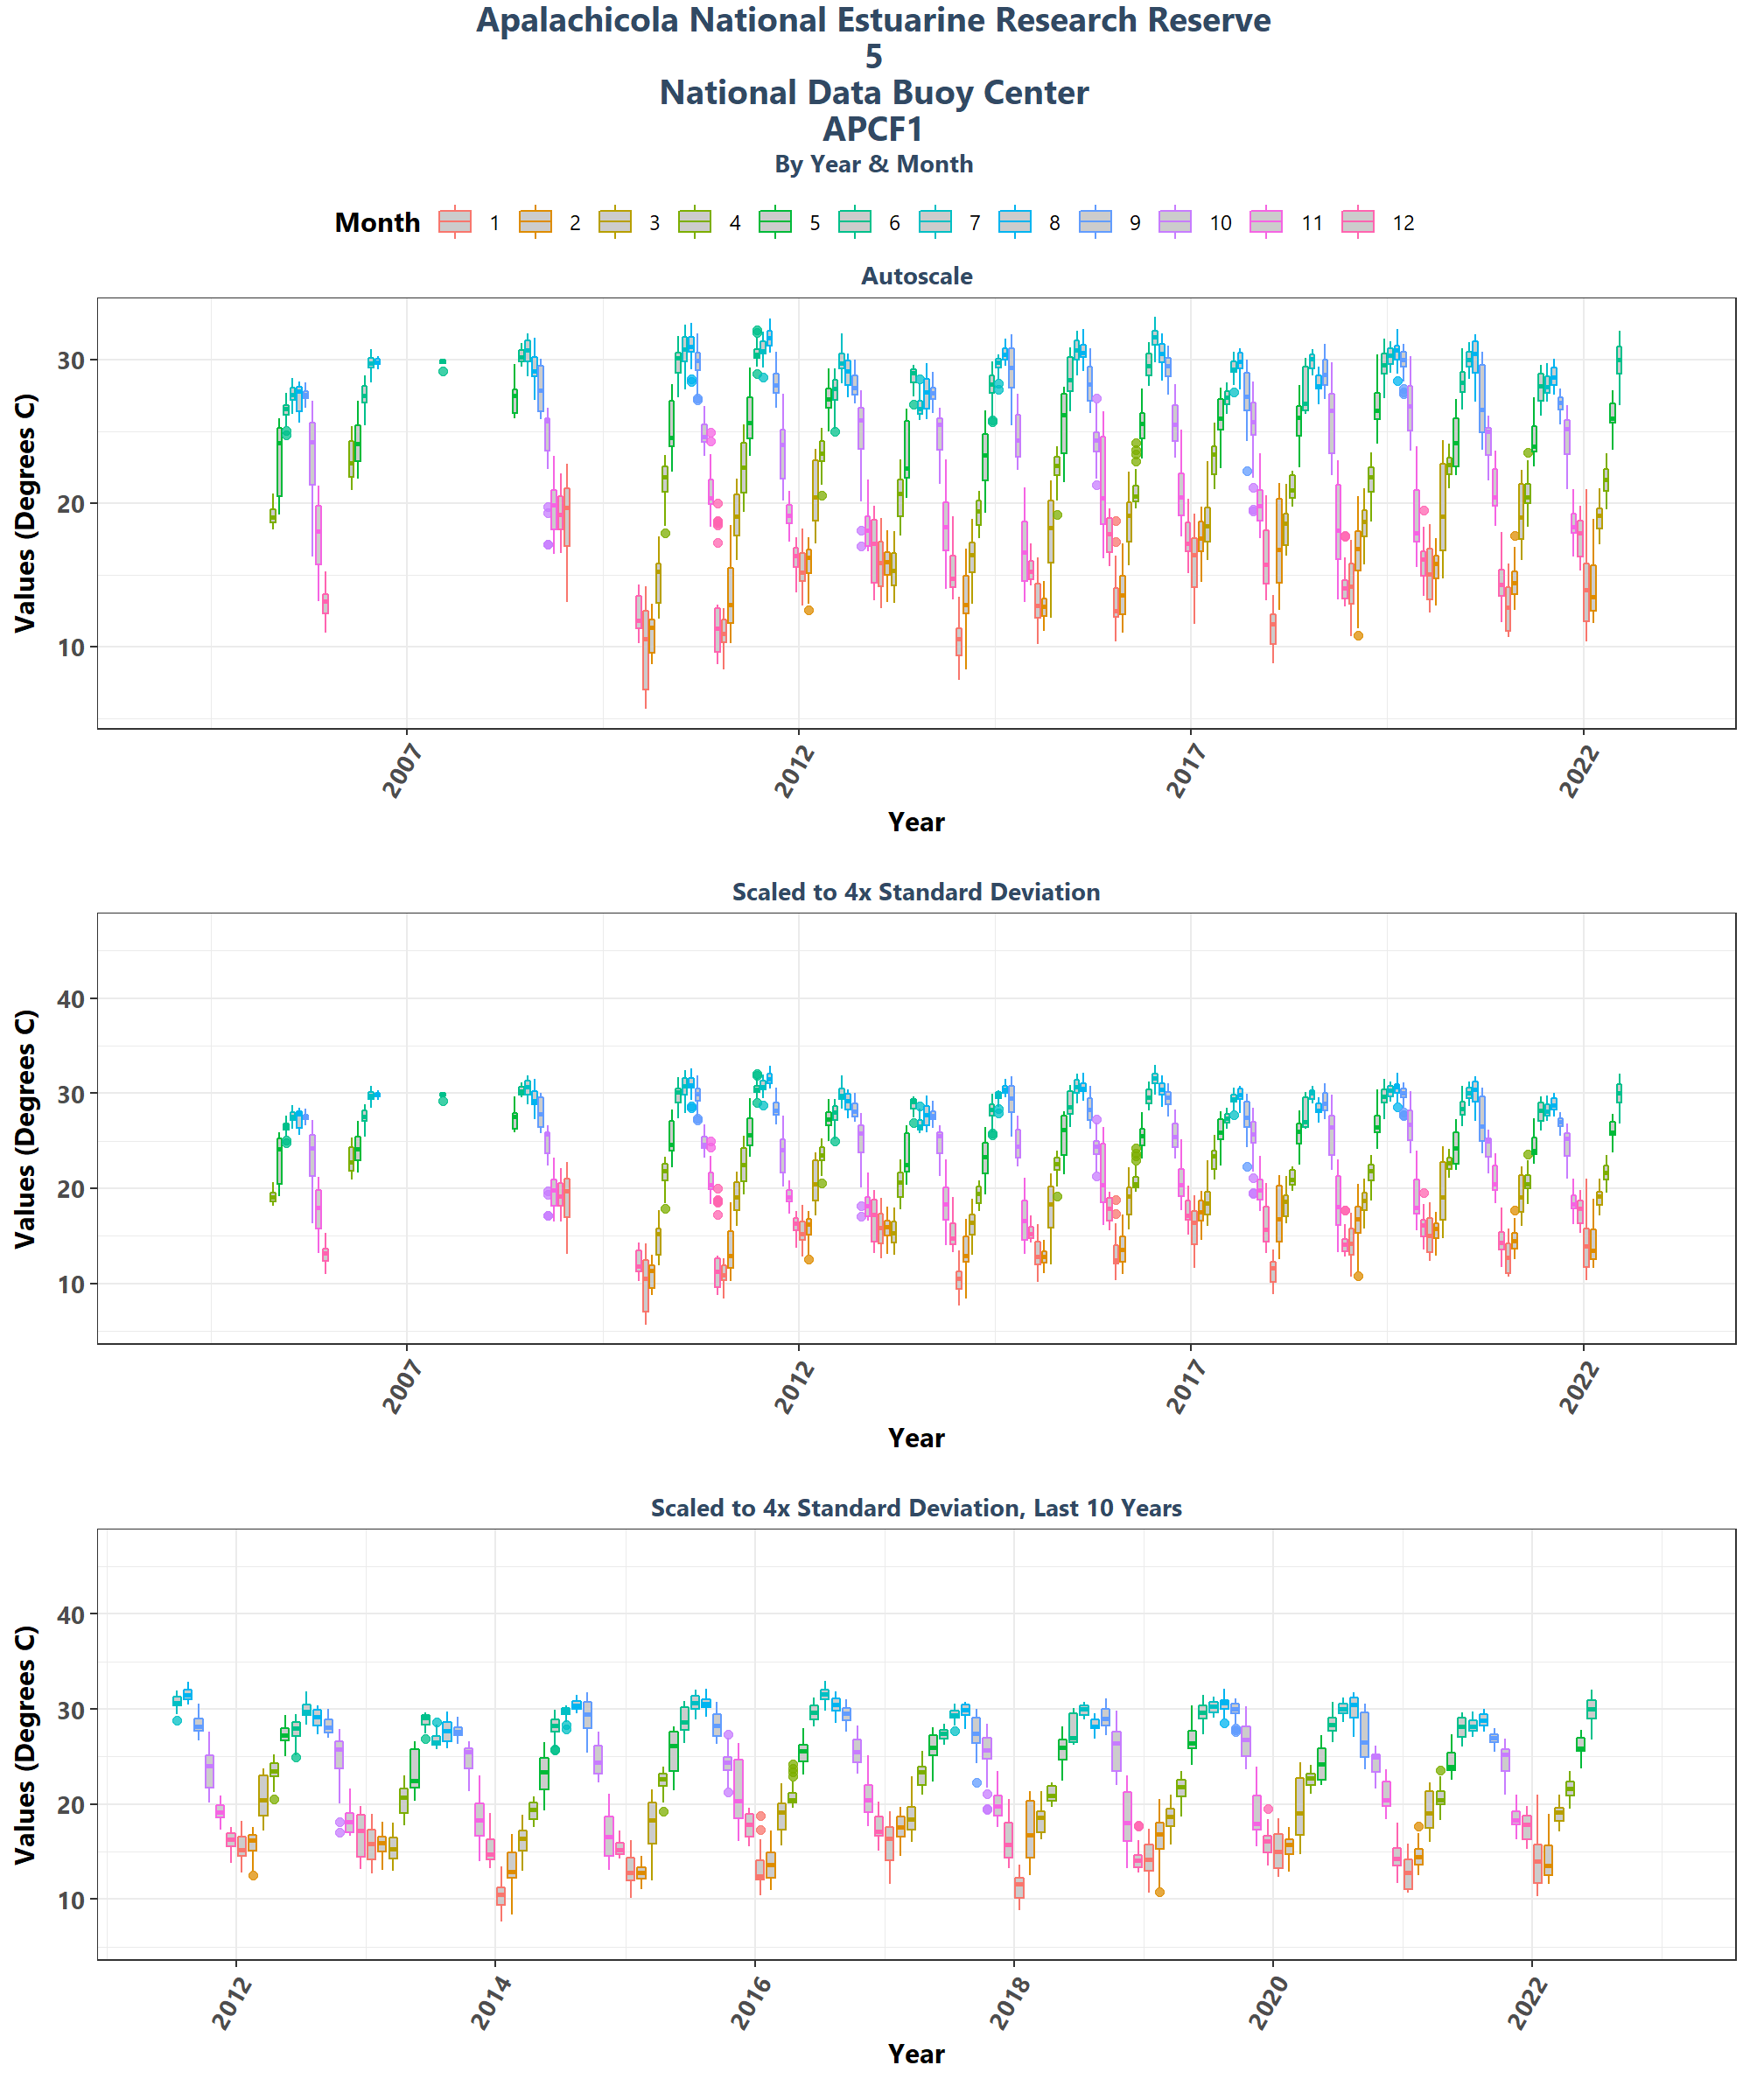 Apalachicola National Estuarine Research Reserve
5
National Data Buoy Center
APCF1
By Year & Month
Month 1 2 3 4 5 6 7 8 9 10 11 12
Autoscale
Values (Degrees C)
30
20
10
2007 2012 2017 2022
Year
Scaled to 4x Standard Deviation
Values (Degrees C)
40
30
20
10
2007 2012 2017 2022
Year
Scaled to 4x Standard Deviation, Last 10 Years
Values (Degrees C)
40
30
20
10
2012 2014 2016 2018 2020 2022
Year